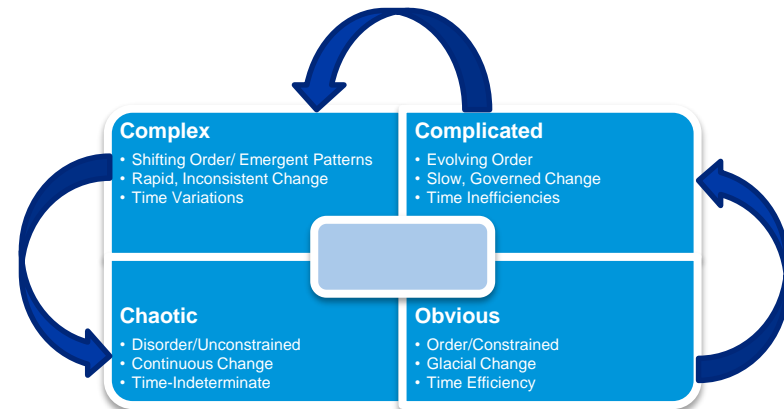 Complex
• Shifting Order/ Emergent Patterns
• Rapid, Inconsistent Change
• Time Variations
Complicated
• Evolving Order
• Slow, Governed Change
• Time Inefficiencies
Chaotic
• Disorder/Unconstrained
• Continuous Change
• Time-Indeterminate
Obvious
• Order/Constrained
• Glacial Change
• Time Efficiency